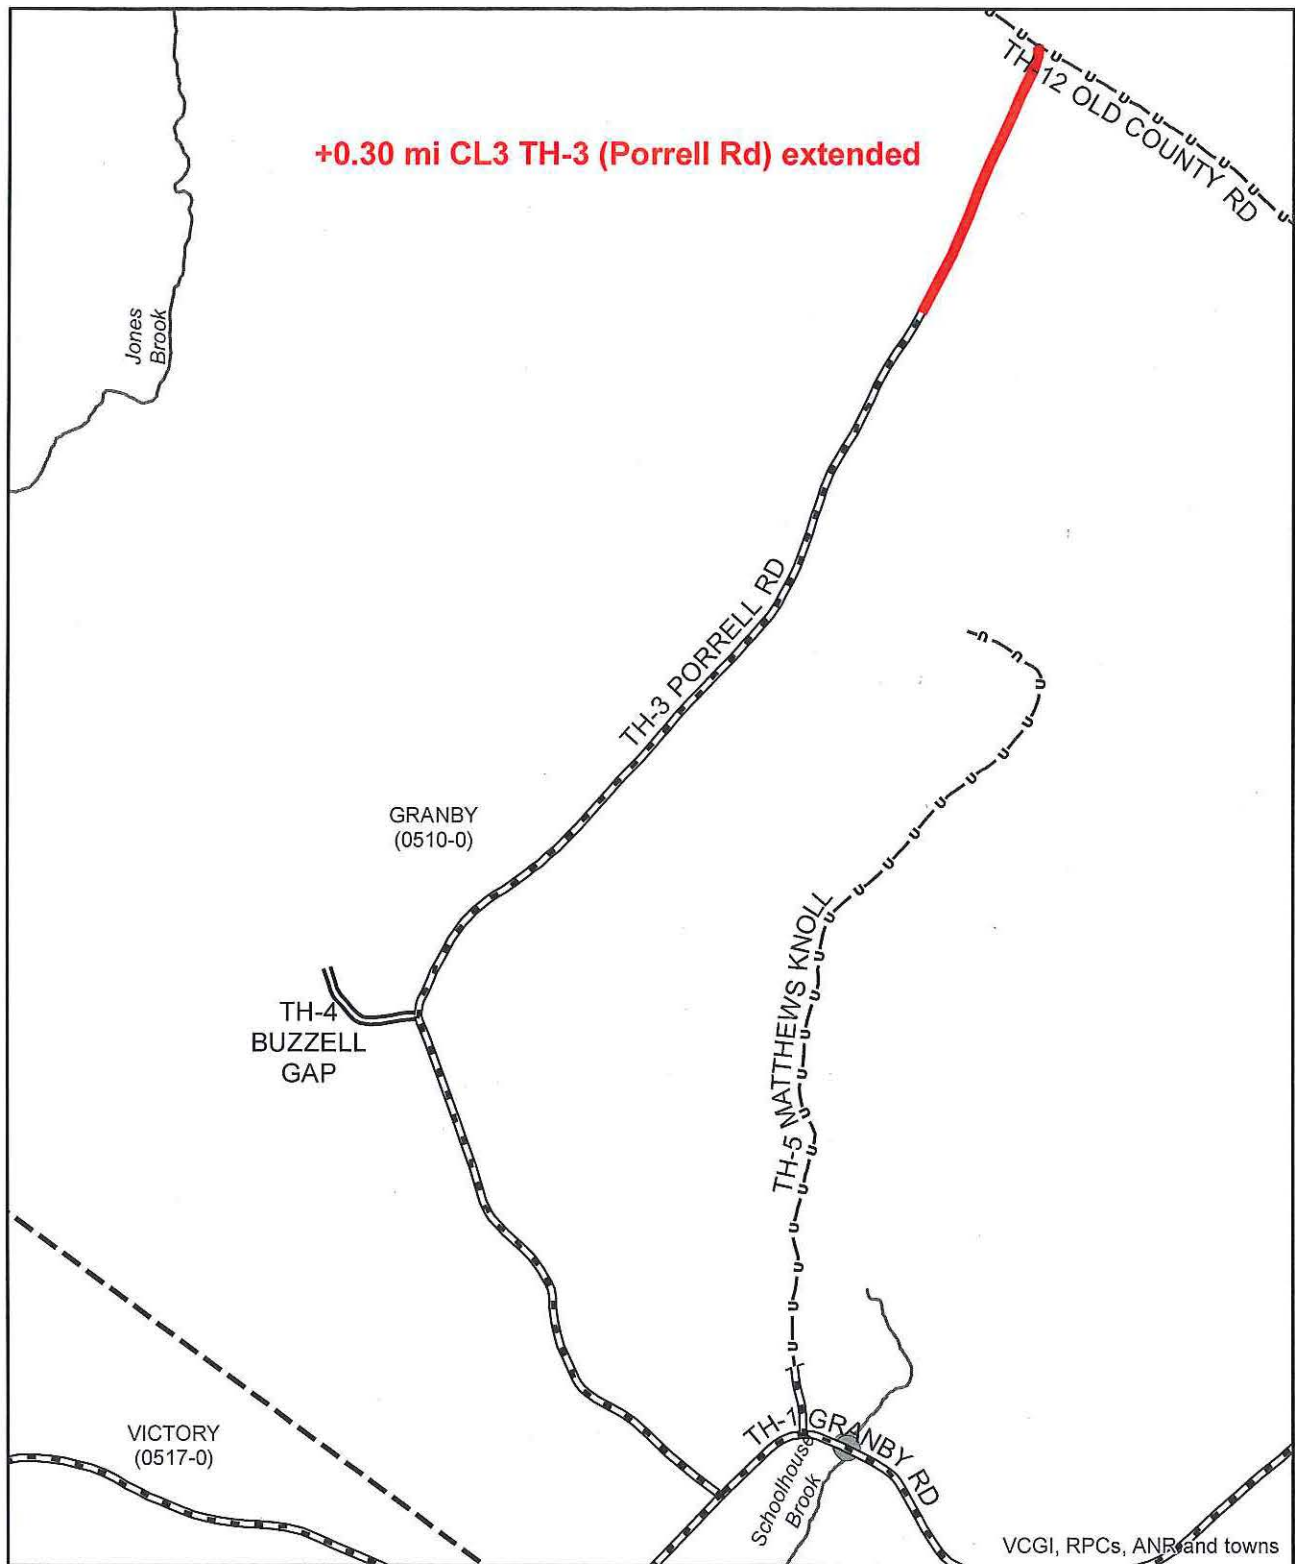 TH-12 OLD COUNTY RD
+0.30 mi CL3 TH-3 (Porrell Rd) extended
Jones
Brook
TH-3 PORRELL RD
GRANBY
(0510-0)
TH-4
BUZZELL
GAP
TH-5 MATTHEWS KNOLL
VICTORY
(0517-0)
TH-1 GRANBY RD
Schoolhouse
Brook
VCGI, RPCs, ANR and towns